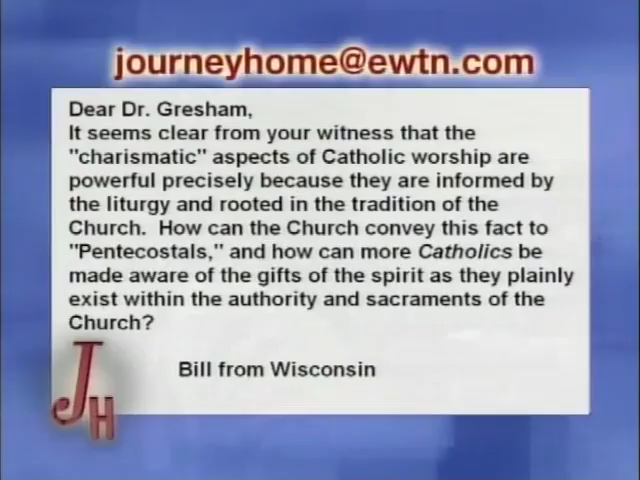 journeyhome@ewtn.com
Dear Dr. Gresham,
It seems clear from your witness that the
"charismatic" aspects of Catholic worship are
powerful precisely because they are informed by
the liturgy and rooted in the tradition of the
Church. How can the Church convey this fact to
"Pentecostals," and how can more Catholics be
made aware of the gifts of the spirit as they plainly
exist within the authority and sacraments of the
Church?
Bill from Wisconsin
JH